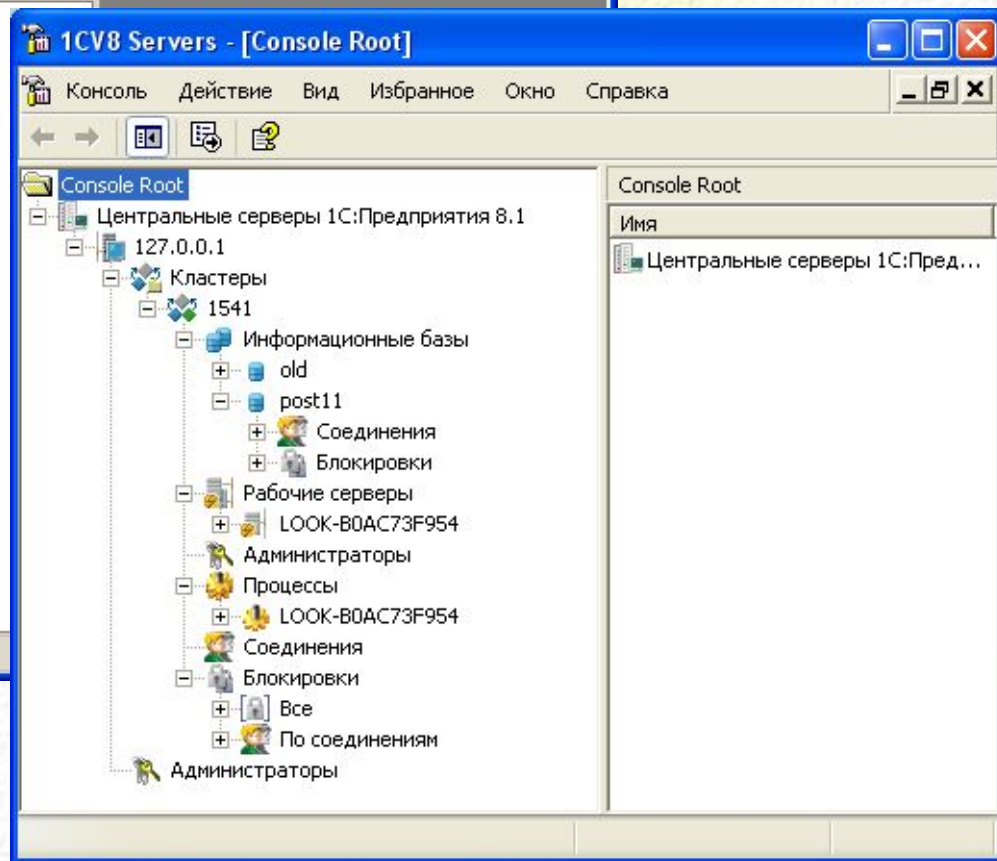 1CV8 Servers - [Console Root]
Консоль Действие Вид Избранное Окно Справка
Console Root
Центральные серверы 1С:Предприятия 8.1
127.0.0.1
Кластеры
1541
Информационные базы
old
post11
Соединения
Блокировки
Рабочие серверы
LOOK-B0AC73F954
Администраторы
Процессы
LOOK-B0AC73F954
Соединения
Блокировки
Все
По соединениям
Администраторы
Console Root
Имя
Центральные серверы 1С:Пред...